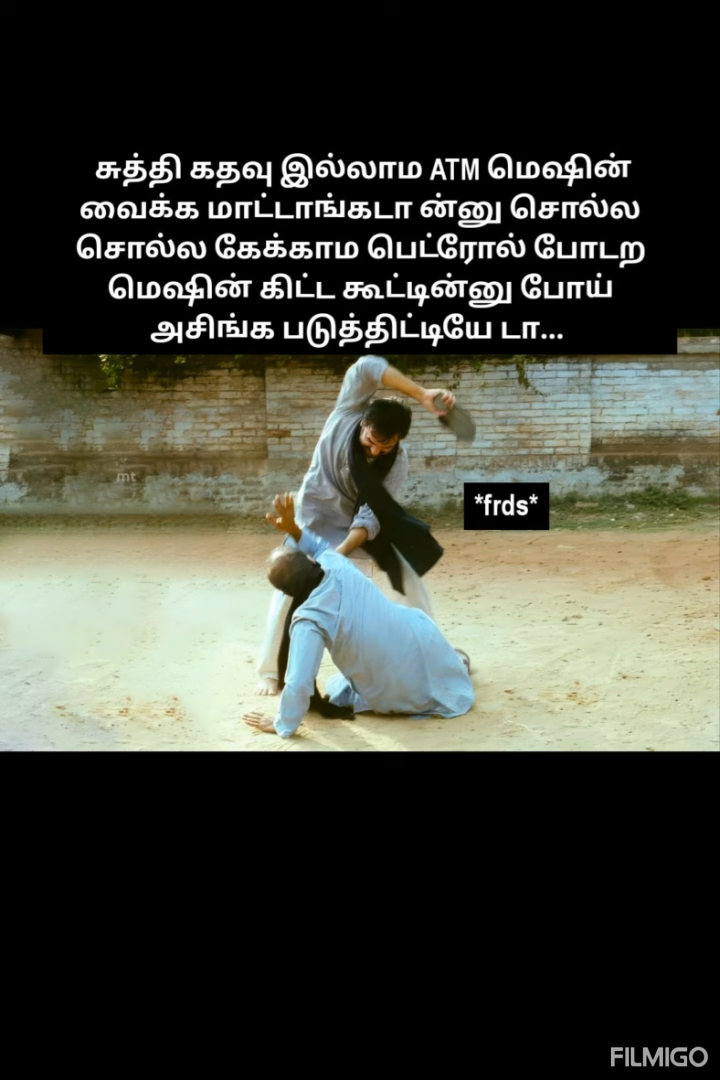 சுத்தி கதவு இல்லாம ATM மெஷின்
வைக்க மாட்டாங்கடா ன்னு சொல்ல
சொல்ல கேக்காம பெட்ரோல் போடற
மெஷின் கிட்ட கூட்டின்னு போய்
அசிங்க படுத்திட்டியே டா...
mt
*frds*
FILMIGO